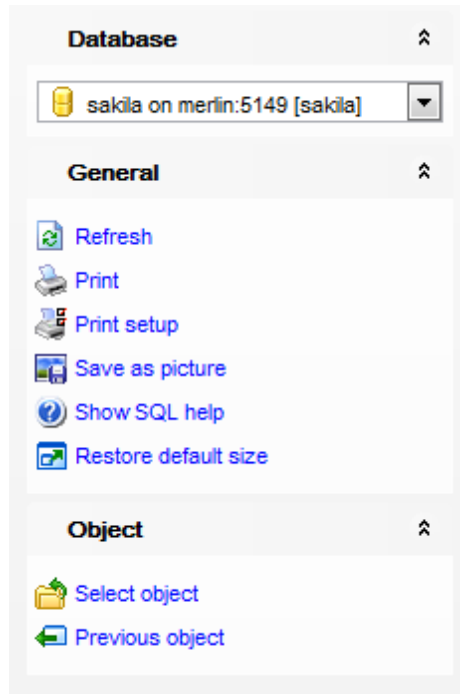 Database
sakila on merlin:5149 [sakila]
General
Refresh
Print
Print setup
Save as picture
Show SQL help
Restore default size
Object
Select object
Previous object